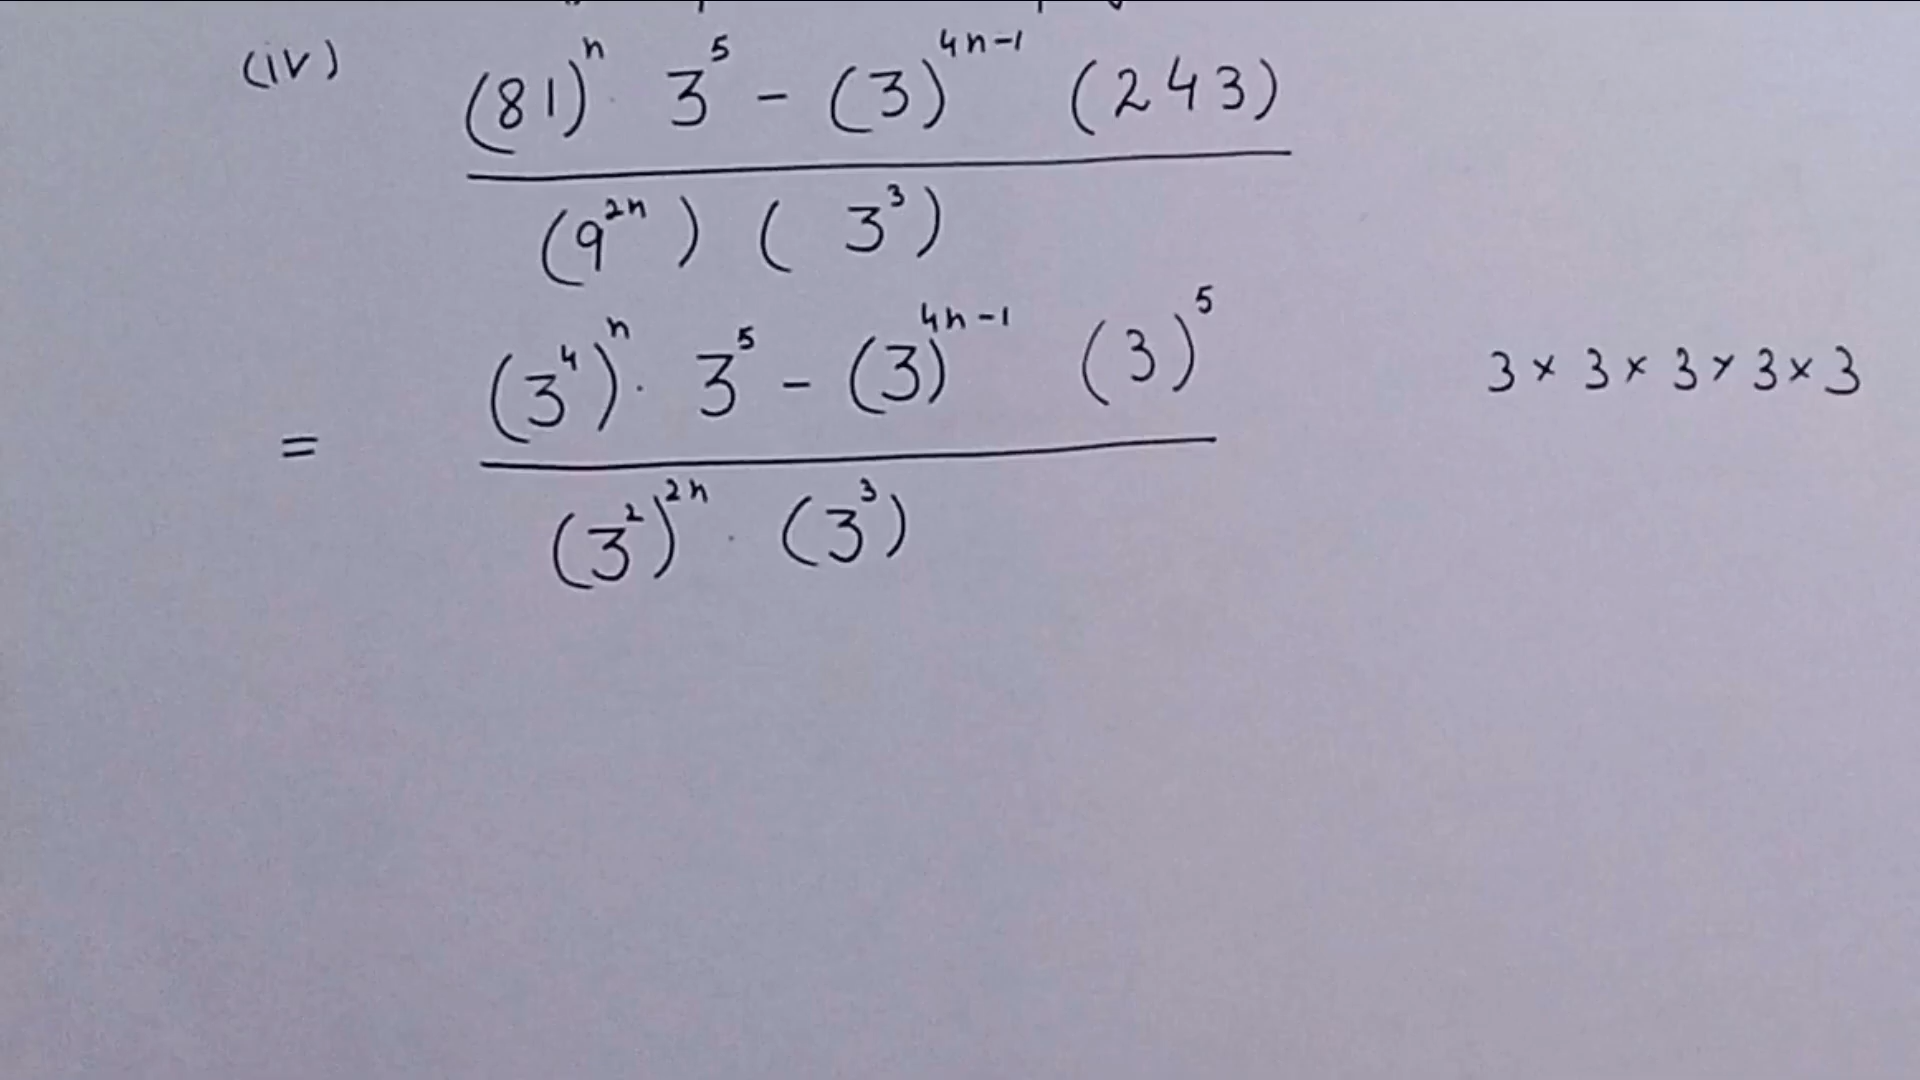 (iv) (81)^n · 3^5 - (3)^{4n-1} (243)
(9^{2n}) (3^3)
= (3^4)^n · 3^5 - (3)^{4n-1} (3)^5
(3^2)^{2n} · (3^3)
3 × 3 × 3 × 3 × 3